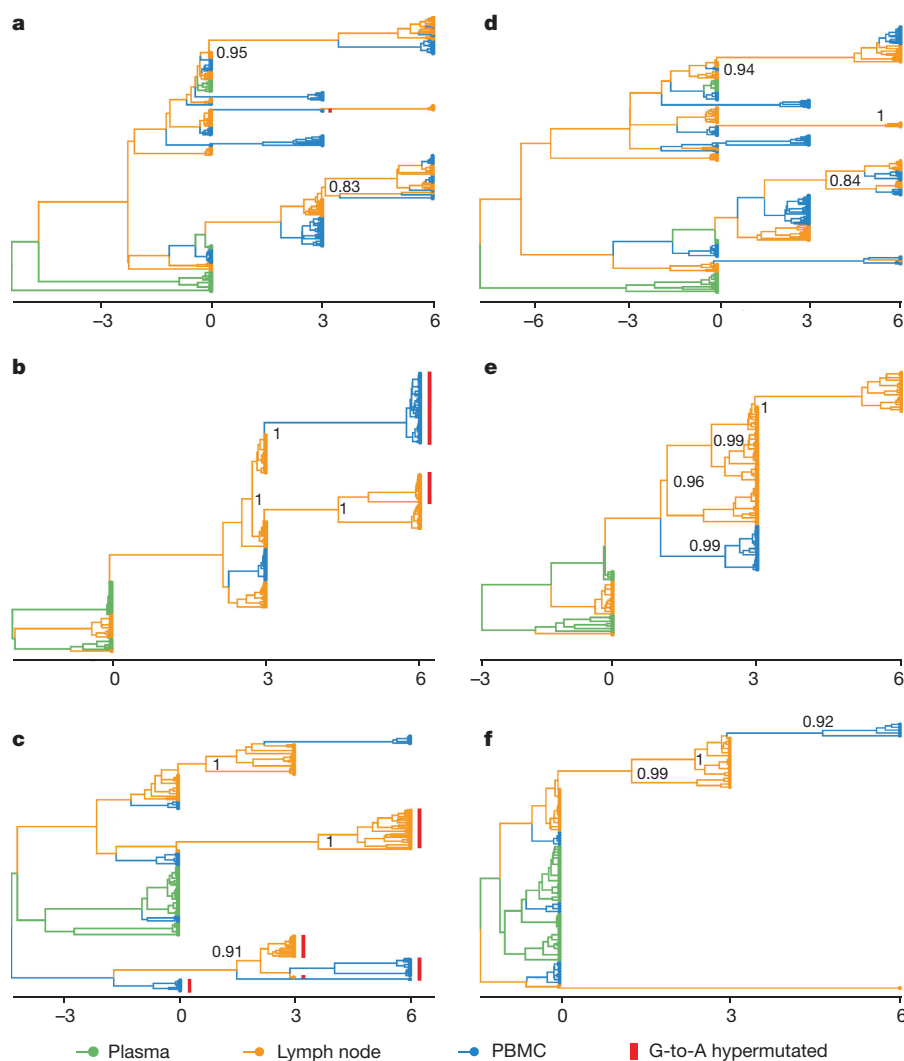 a
d
0.95
0.94
1
0.83
0.84
−3 0 3 6
−6 −3 0 3 6
b
e
1
1
1
1
0.99
0.96
0.99
0 3 6
−3 0 3 6
c
f
0.92
1
1
0.99
1
0.91
−3 0 3 6
0 3 6
Plasma Lymph node PBMC G-to-A hypermutated